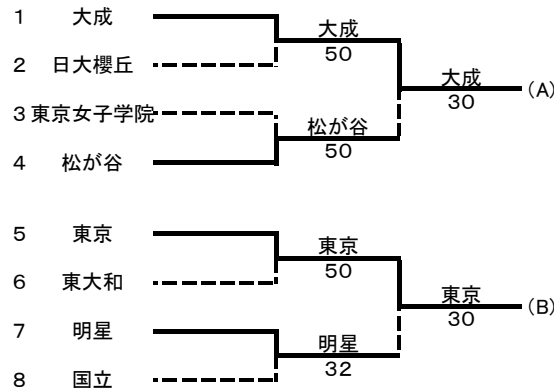 1 大成
大成
50
2 日大櫻丘
大成
30
(A)
3 東京女子学院
松が谷
50
4 松が谷
5 東京
東京
50
6 東大和
東京
30
(B)
7 明星
明星
32
8 国立